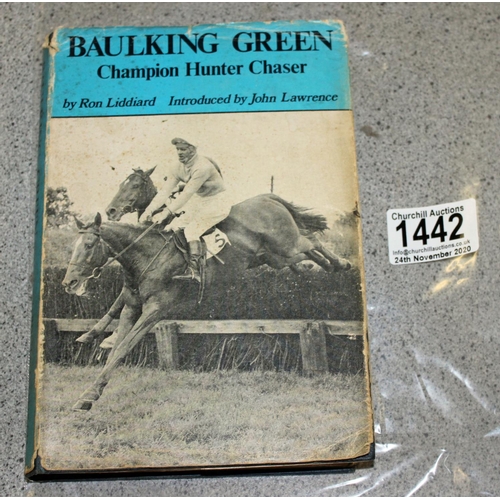 BAULKING GREEN
Champion Hunter Chaser
by Ron Liddiard Introduced by John Lawrence
5
Churchill Auctions
1442
info@churchillauctions.co.uk
24th November 2020